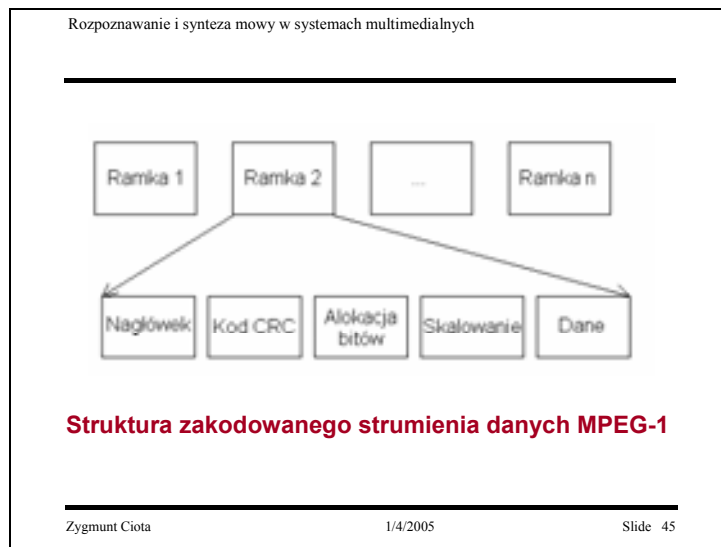 Rozpoznawanie i synteza mowy w systemach multimedialnych
Ramka 1 Ramka 2 ... Ramka n
Nagłówek Kod CRC Alokacja bitów Skalowanie Dane
Struktura zakodowanego strumienia danych MPEG-1
Zygmunt Ciota 1/4/2005 Slide 45